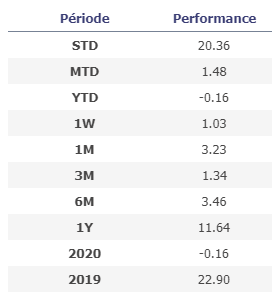 Période Performance
STD 20.36
MTD 1.48
YTD -0.16
1W 1.03
1M 3.23
3M 1.34
6M 3.46
1Y 11.64
2020 -0.16
2019 22.90